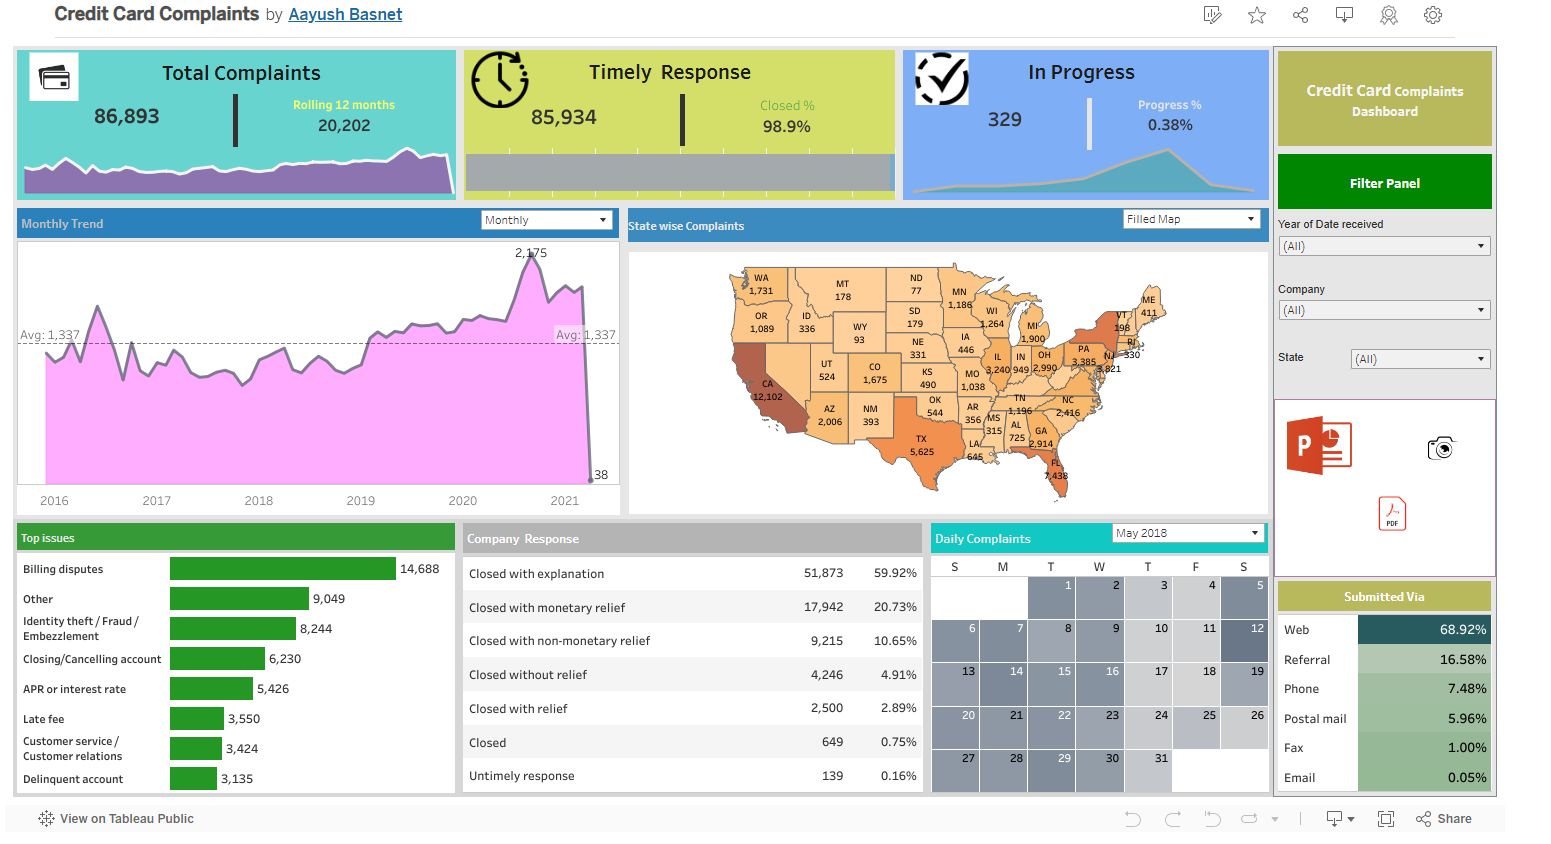 Credit Card Complaints by Aayush Basnet
Total Complaints
86,893
Rolling 12 months
20,202
Timely Response
85,934
Closed %
98.9%
In Progress
329
Progress %
0.38%
Credit Card Complaints
Dashboard
Filter Panel
Year of Date received
(All)
Company
(All)
State
(All)
Monthly Trend
Monthly
2,175
Avg: 1,337
Avg: 1,337
38
2016 2017 2018 2019 2020 2021
State wise Complaints
Filled Map
WA
1,731
OR
1,089
CA
12,102
ID
336
MT
178
WY
93
UT
524
CO
1,675
AZ
2,006
NM
393
ND
77
SD
179
NE
331
KS
490
OK
544
TX
5,625
MN
1,186
IA
446
MO
1,038
AR
356
LA
645
WI
1,264
IL
3,240
MS
315
MI
1,900
IN
949
OH
2,990
TN
1,196
AL
725
GA
2,914
FL
7,438
NC
2,416
PA
3,385
NJ
3,821
VT
198
ME
411
RI
330
P
PDF
Top issues
Billing disputes 14,688
Other 9,049
Identity theft / Fraud /
Embezzlement 8,244
Closing/Cancelling account 6,230
APR or interest rate 5,426
Late fee 3,550
Customer service /
Customer relations 3,424
Delinquent account 3,135
Company Response
Closed with explanation 51,873 59.92%
Closed with monetary relief 17,942 20.73%
Closed with non-monetary relief 9,215 10.65%
Closed without relief 4,246 4.91%
Closed with relief 2,500 2.89%
Closed 649 0.75%
Untimely response 139 0.16%
Daily Complaints
May 2018
S M T W T F S
1 2 3 4 5
6 7 8 9 10 11 12
13 14 15 16 17 18 19
20 21 22 23 24 25 26
27 28 29 30 31
Submitted Via
Web 68.92%
Referral 16.58%
Phone 7.48%
Postal mail 5.96%
Fax 1.00%
Email 0.05%
View on Tableau Public
Share